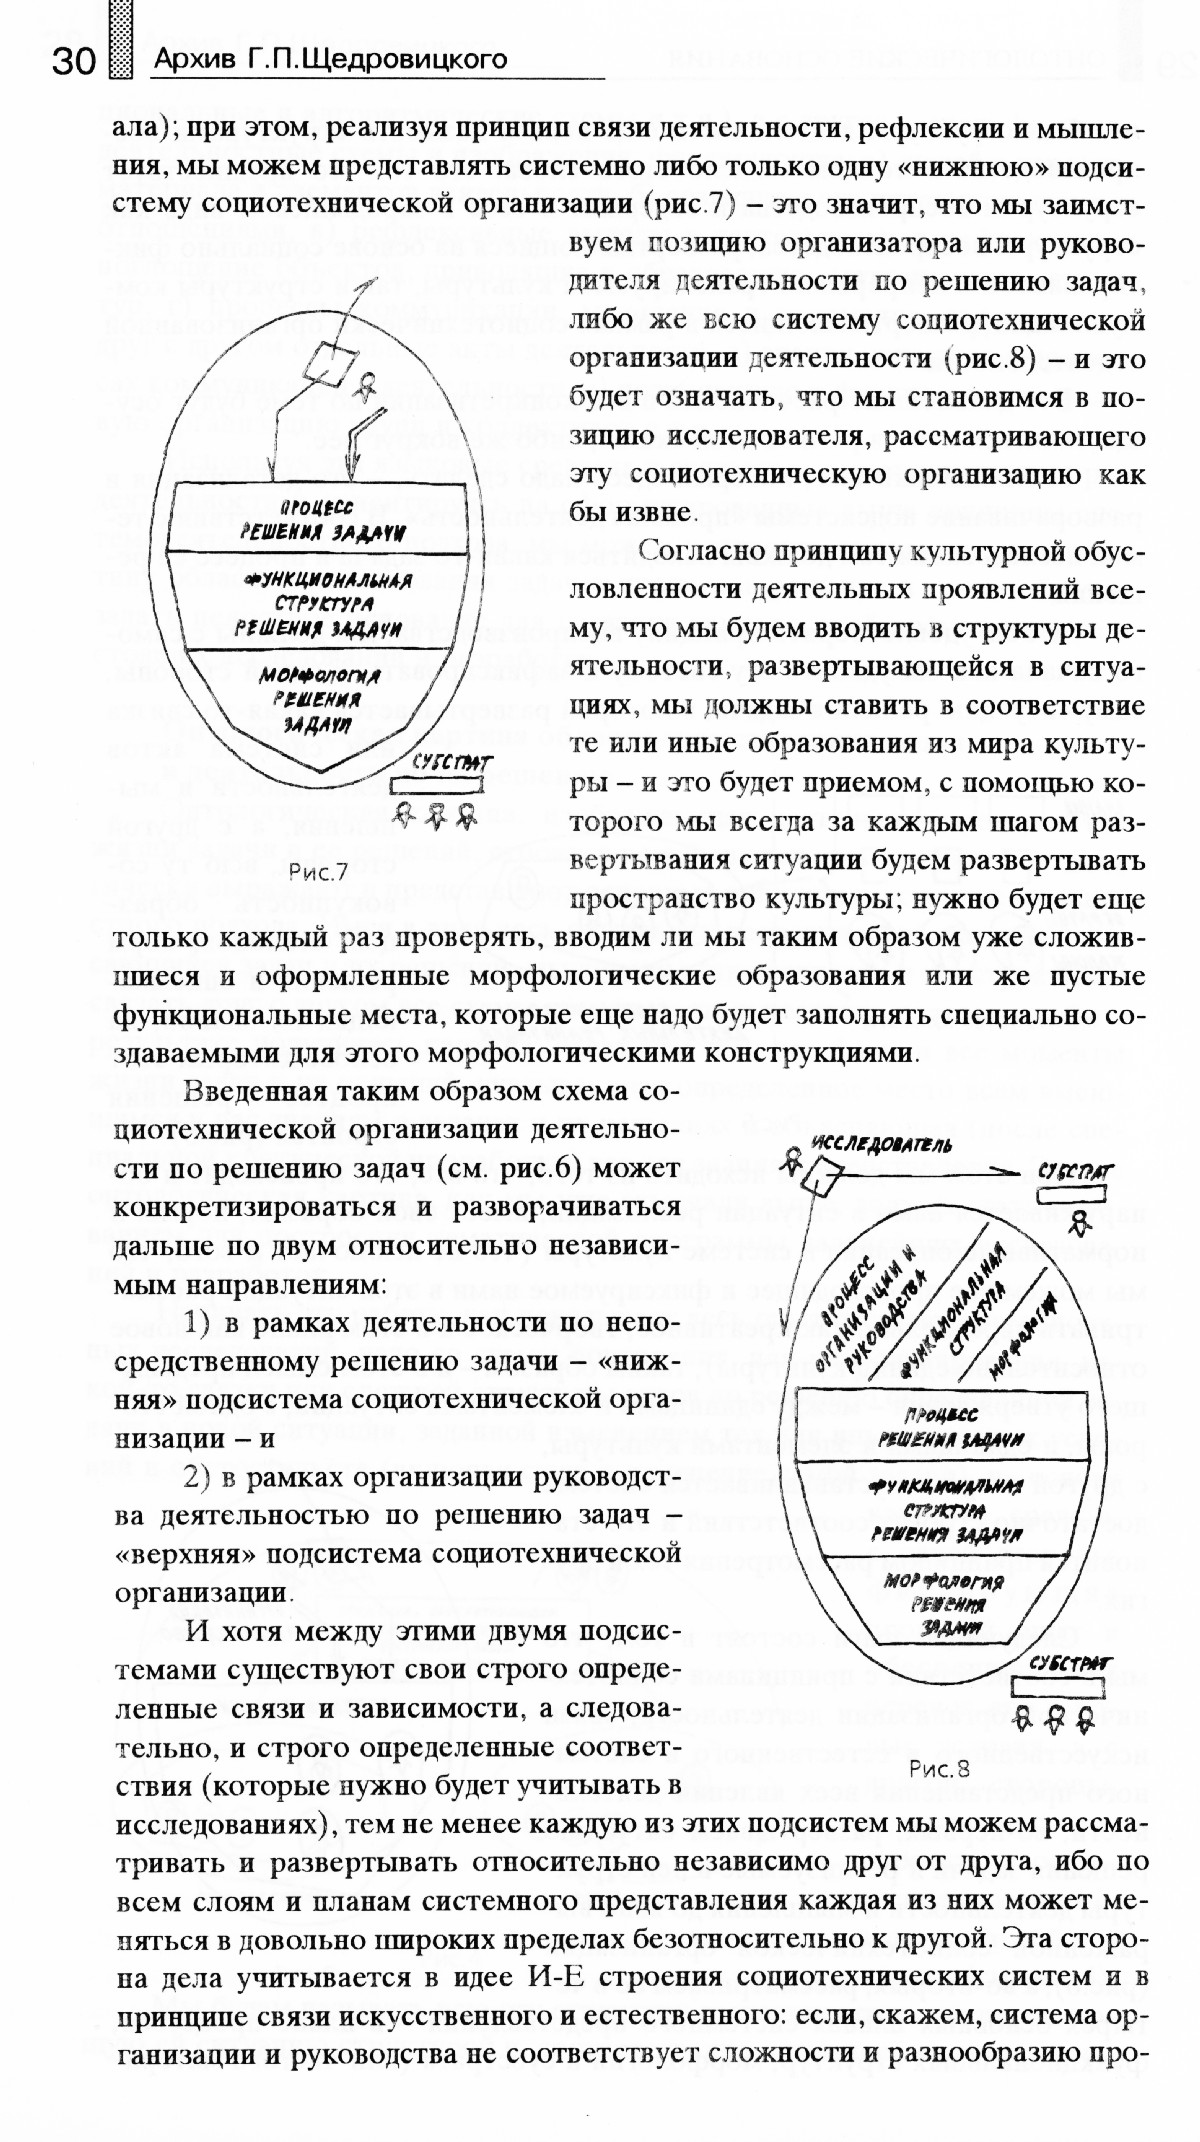 30
Архив Г.П.Щедровицкого
ала); при этом, реализуя принцип связи деятельности, рефлексии и мышле-
ния, мы можем представлять системно либо только одну «нижнюю» подси-
стему социотехнической организации (рис.7) – это значит, что мы заимст-
вуем позицию организатора или руково-
дителя деятельности по решению задач,
либо же всю систему социотехнической
организации деятельности (рис.8) – и это
будет означать, что мы становимся в по-
зицию исследователя, рассматривающего
эту социотехническую организацию как
бы извне.
Согласно принципу культурной обус-
ловленности деятельных проявлений все-
му, что мы будем вводить в структуры де-
ятельности, развертывающейся в ситуа-
циях, мы должны ставить в соответствие
те или иные образования из мира культу-
ры – и это будет приемом, с помощью ко-
торого мы всегда за каждым шагом раз-
вертывания ситуации будем развертывать
пространство культуры; нужно будет еще
ПРОЦЕСС
РЕШЕНИЯ ЗАДАЧИ
ФУНКЦИОНАЛЬНАЯ
СТРУКТУРА
РЕШЕНИЯ ЗАДАЧИ
МОРФОЛОГИЯ
РЕШЕНИЯ
ЗАДАЧИ
СУБСТРАТ
Рис.7
только каждый раз проверять, вводим ли мы таким образом уже сложив-
шиеся и оформленные морфологические образования или же пустые
функциональные места, которые еще надо будет заполнять специально со-
здаваемыми для этого морфологическими конструкциями.
Введенная таким образом схема со-
циотехнической организации деятельно-
сти по решению задач (см. рис.6) может
конкретизироваться и разворачиваться
дальше по двум относительно независи-
мым направлениям:
1) в рамках деятельности по непо-
средственному решению задачи – «ниж-
няя» подсистема социотехнической орга-
низации – и
2) в рамках организации руководст-
ва деятельностью по решению задач –
«верхняя» подсистема социотехнической
организации.
И хотя между этими двумя подсис-
темами существуют свои строго опреде-
ленные связи и зависимости, а следова-
тельно, и строго определенные соответ-
ствия (которые нужно будет учитывать в
ИССЛЕДОВАТЕЛЬ
СУБСТРАТ
ПРОЦЕСС
ОРГАНИЗАЦИИ И
РУКОВОДСТВА
ФУНКЦИОНАЛЬНАЯ
СТРУКТУРА
МОРФОЛОГИЯ
ПРОЦЕСС
РЕШЕНИЯ ЗАДАЧИ
ФУНКЦИОНАЛЬНАЯ
СТРУКТУРА
РЕШЕНИЯ ЗАДАЧИ
МОРФОЛОГИЯ
РЕШЕНИЯ
ЗАДАЧИ
СУБСТРАТ
Рис.8
исследованиях), тем не менее каждую из этих подсистем мы можем рассма-
тривать и развертывать относительно независимо друг от друга, ибо по
всем слоям и планам системного представления каждая из них может ме-
няться в довольно широких пределах безотносительно к другой. Эта сторо-
на дела учитывается в идее И-Е строения социотехнических систем и в
принципе связи искусственного и естественного: если, скажем, система ор-
ганизации и руководства не соответствует сложности и разнообразию про-